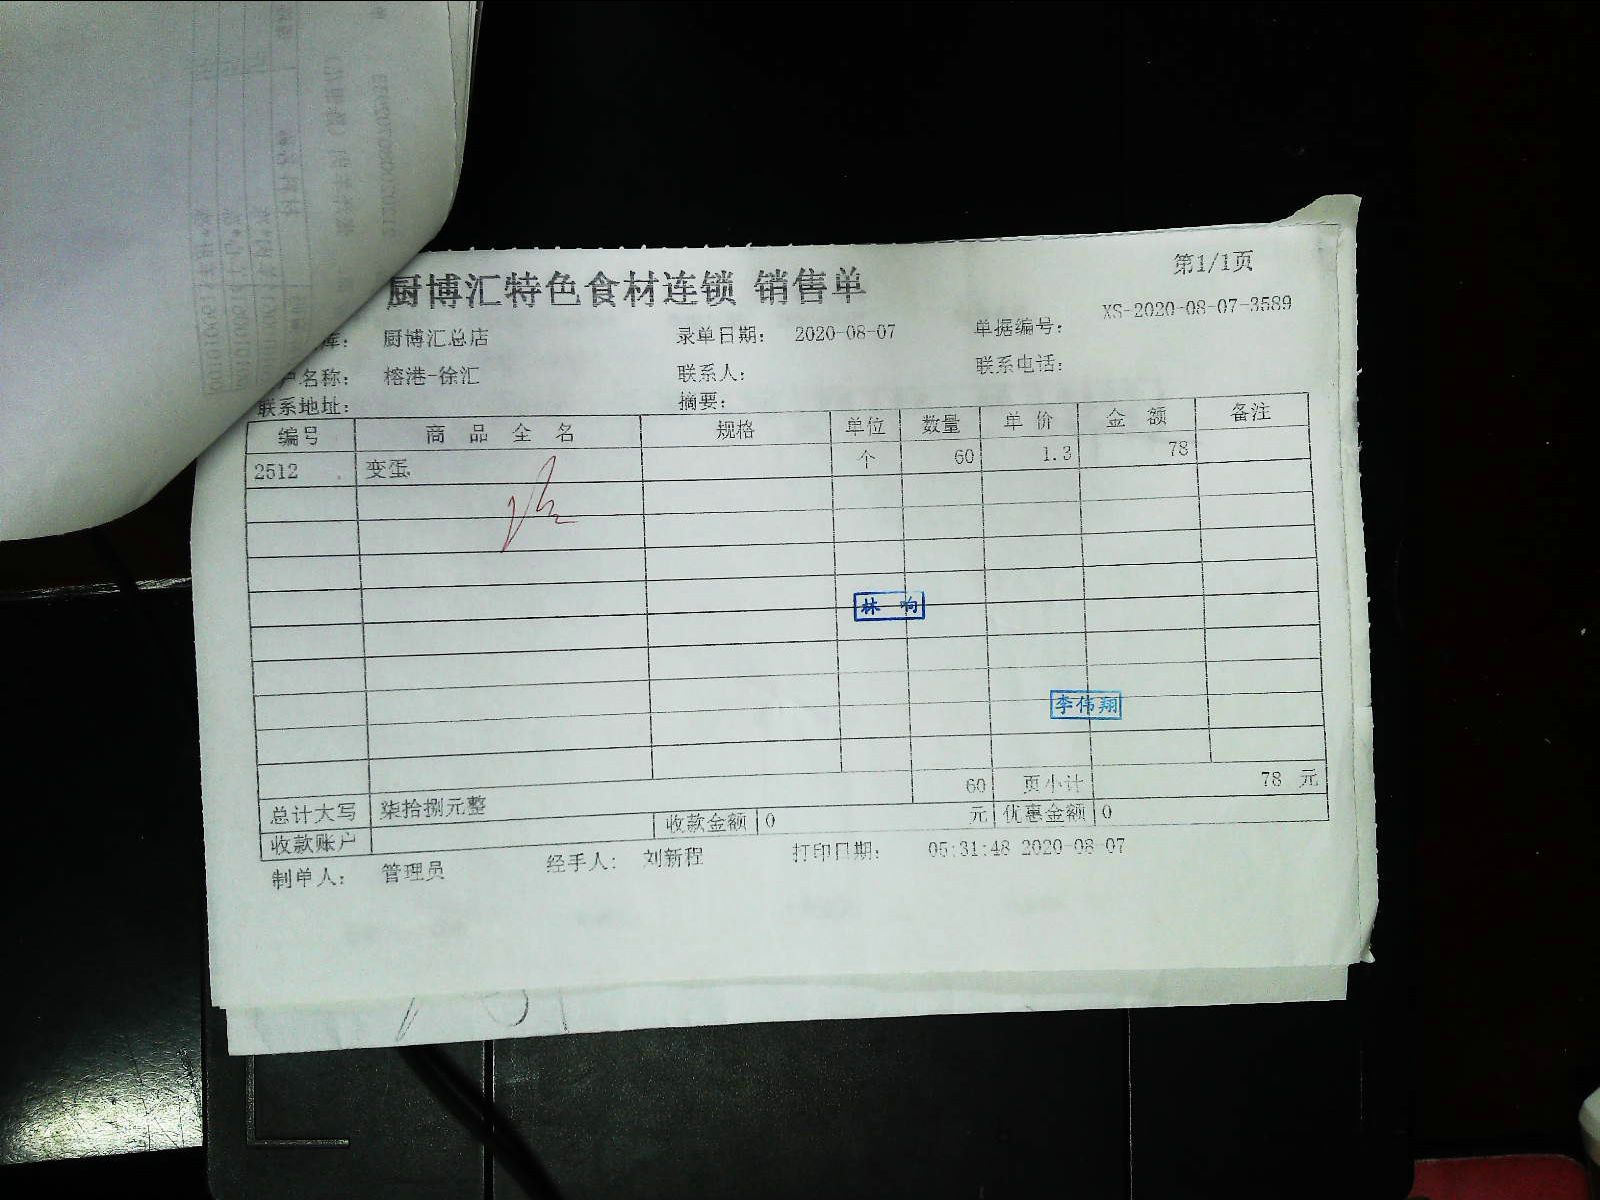 第1/1页
厨博汇特色食材连锁 销售单
库: 厨博汇总店 录单日期: 2020-08-07 单据编号: XS-2020-08-07-3589
户名称: 榕港-徐汇 联系人: 联系电话:
联系地址: 摘要:
编号 商品全名 规格 单位 数量 单价 金额 备注
2512 变蛋 个 60 1.3 78
林 响
李伟翔
60 页小计 78 元
总计大写 柒拾捌元整
收款账户 收款金额 0 元 优惠金额 0
制单人: 管理员 经手人: 刘新程 打印日期: 05:31:48 2020-08-07